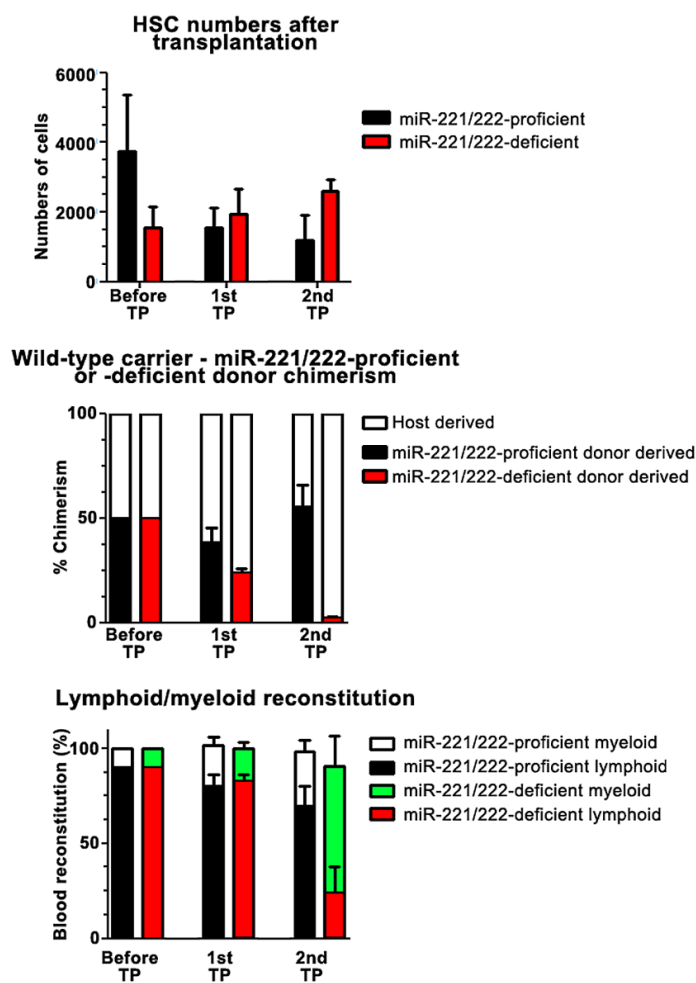 HSC numbers after
transplantation
6000
4000
2000
0
Numbers of cells
Before
TP
1st
TP
2nd
TP
miR-221/222-proficient
miR-221/222-deficient
Wild-type carrier - miR-221/222-proficient
or -deficient donor chimerism
100
50
0
% Chimerism
Before
TP
1st
TP
2nd
TP
Host derived
miR-221/222-proficient donor derived
miR-221/222-deficient donor derived
Lymphoid/myeloid reconstitution
100
50
0
Blood reconstitution (%)
Before
TP
1st
TP
2nd
TP
miR-221/222-proficient myeloid
miR-221/222-proficient lymphoid
miR-221/222-deficient myeloid
miR-221/222-deficient lymphoid